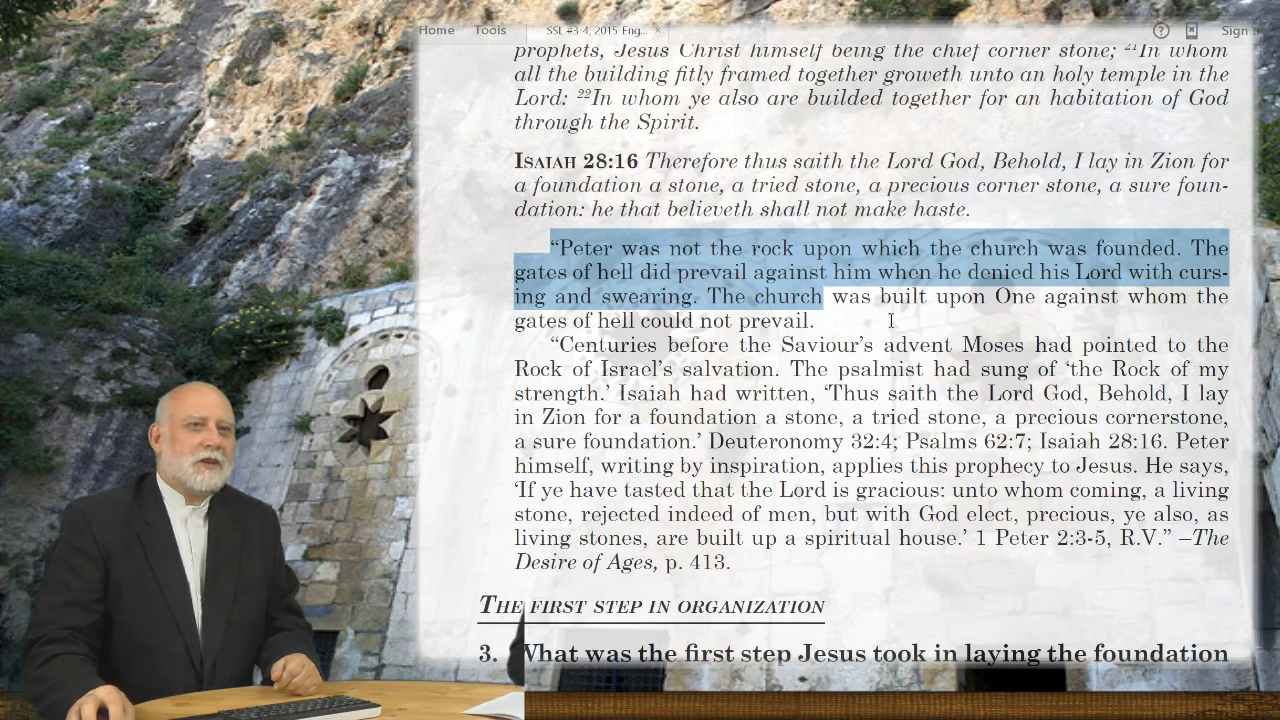 Home Tools SSL #3-4, 2015 Eng... × Sign
prophets, Jesus Christ himself being the chief corner stone; ²¹In whom
all the building fitly framed together groweth unto an holy temple in the
Lord: ²²In whom ye also are builded together for an habitation of God
through the Spirit.
ISAIAH 28:16 Therefore thus saith the Lord God, Behold, I lay in Zion for
a foundation a stone, a tried stone, a precious corner stone, a sure foun-
dation: he that believeth shall not make haste.
“Peter was not the rock upon which the church was founded. The
gates of hell did prevail against him when he denied his Lord with curs-
ing and swearing. The church was built upon One against whom the
gates of hell could not prevail.
“Centuries before the Saviour’s advent Moses had pointed to the
Rock of Israel’s salvation. The psalmist had sung of ‘the Rock of my
strength.’ Isaiah had written, ‘Thus saith the Lord God, Behold, I lay
in Zion for a foundation a stone, a tried stone, a precious cornerstone,
a sure foundation.’ Deuteronomy 32:4; Psalms 62:7; Isaiah 28:16. Peter
himself, writing by inspiration, applies this prophecy to Jesus. He says,
‘If ye have tasted that the Lord is gracious: unto whom coming, a living
stone, rejected indeed of men, but with God elect, precious, ye also, as
living stones, are built up a spiritual house.’ 1 Peter 2:3-5, R.V.” –The
Desire of Ages, p. 413.
THE FIRST STEP IN ORGANIZATION
3. What was the first step Jesus took in laying the foundation